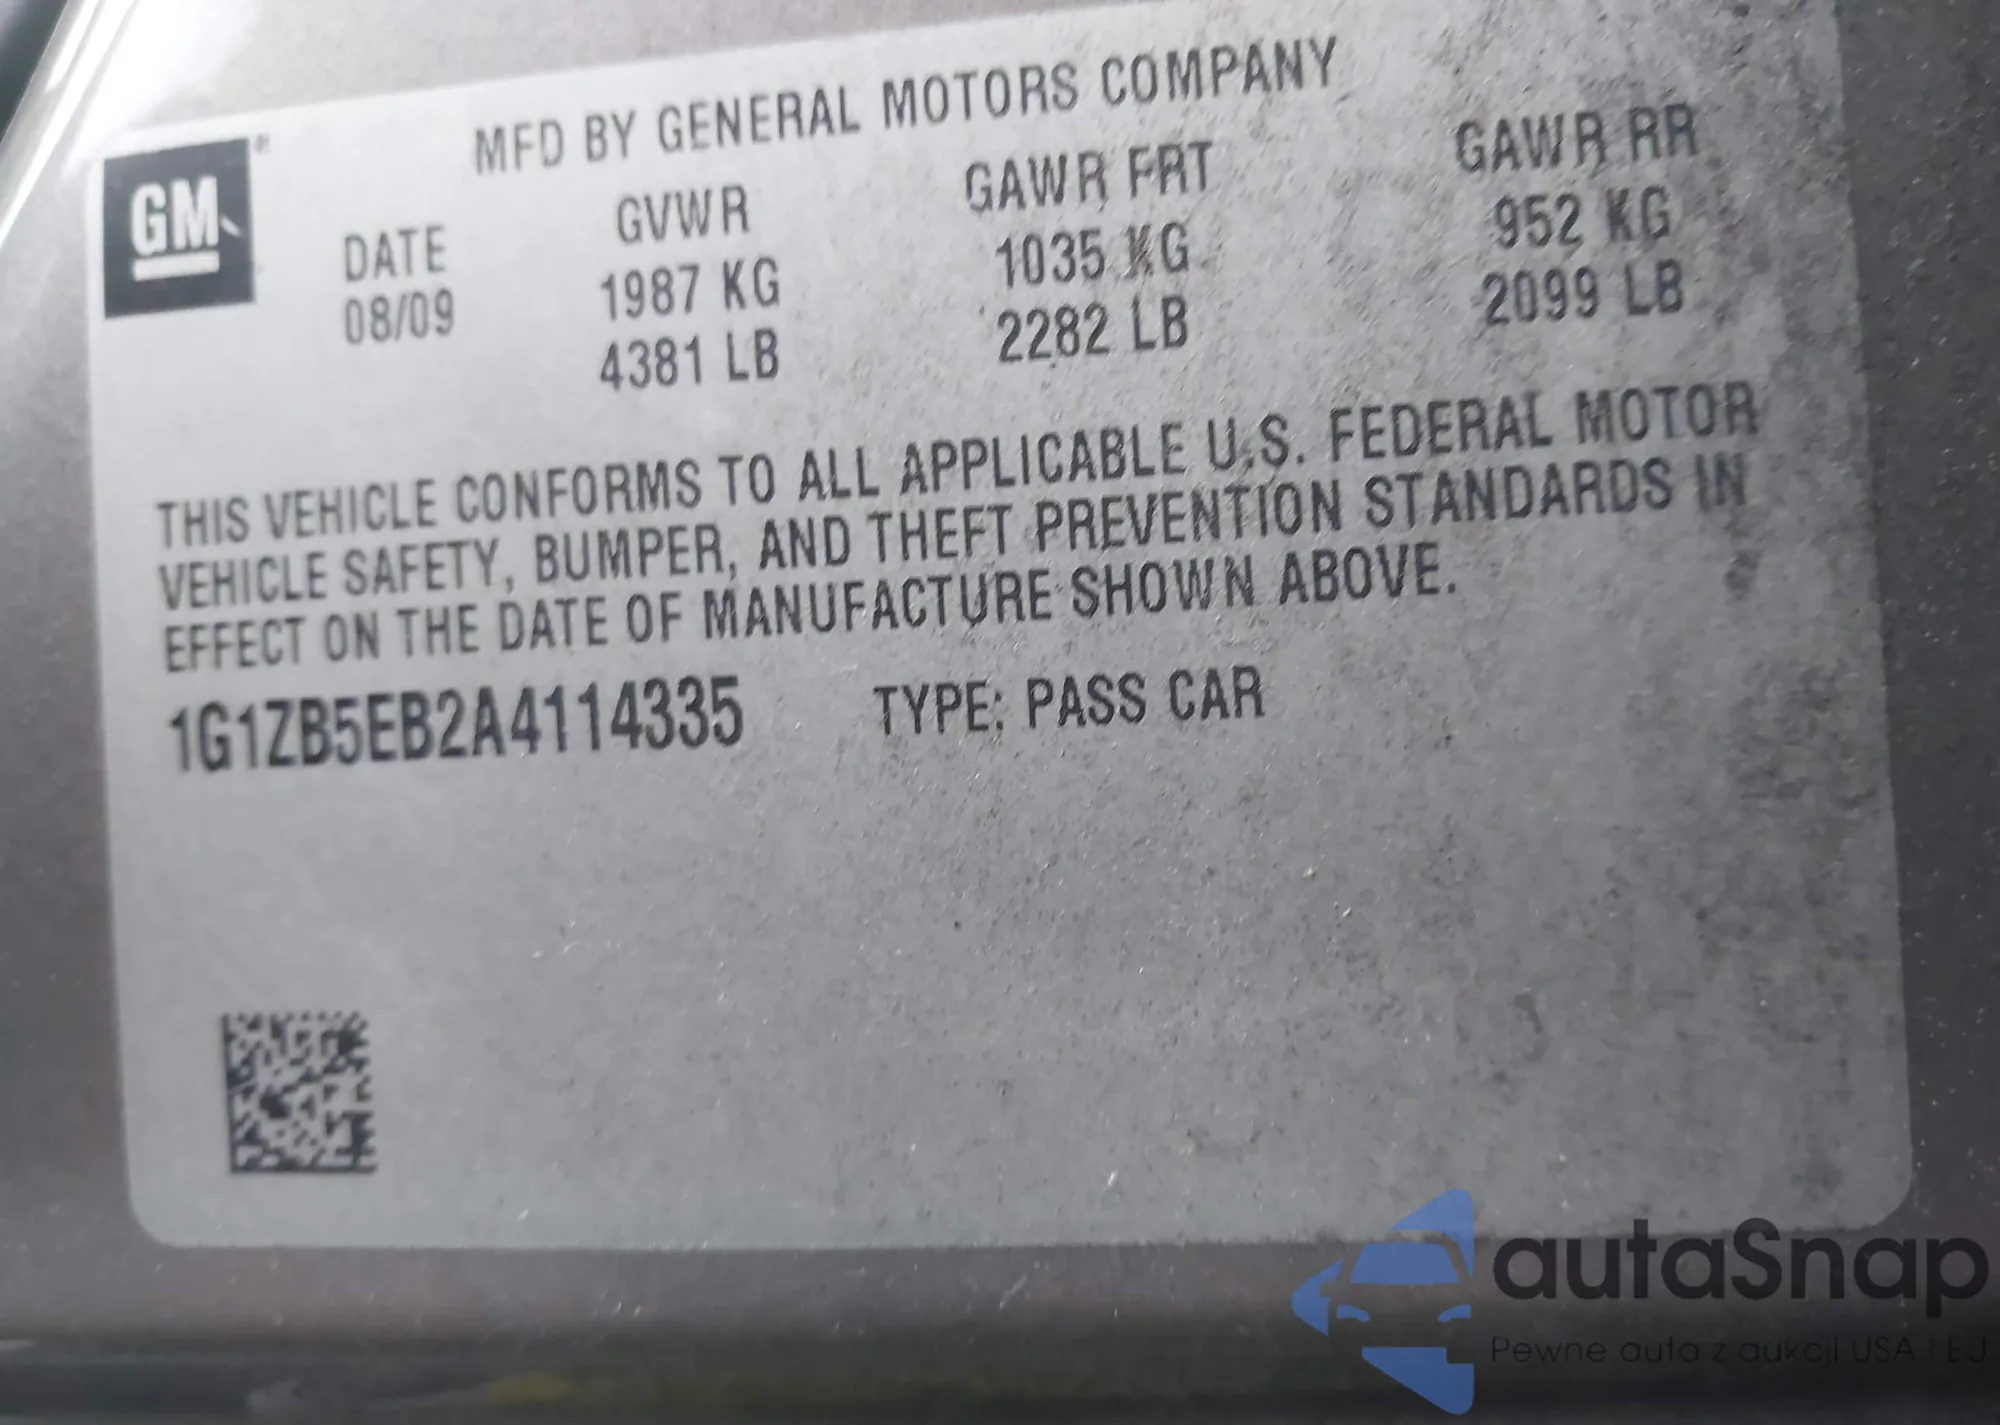 MFD BY GENERAL MOTORS COMPANY
GM
DATE GVWR GAWR FRT GAWR RR
08/09 1987 KG 1035 KG 952 KG
4381 LB 2282 LB 2099 LB
THIS VEHICLE CONFORMS TO ALL APPLICABLE U.S. FEDERAL MOTOR
VEHICLE SAFETY, BUMPER, AND THEFT PREVENTION STANDARDS IN
EFFECT ON THE DATE OF MANUFACTURE SHOWN ABOVE.
1G1ZB5EB2A4114335 TYPE: PASS CAR
autaSnap
Pewne auta z aukcji USA i EU